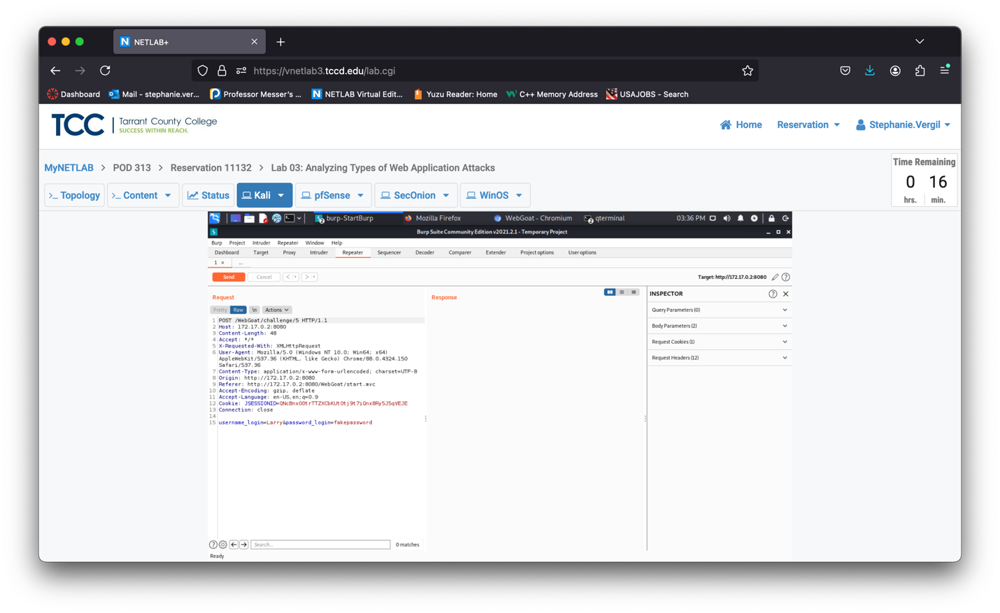 NETLAB+
https://vnetlab3.tccd.edu/lab.cgi
Dashboard Mail - stephanie.ver... Professor Messer's ... NETLAB Virtual Edit... Yuzu Reader: Home C++ Memory Address USAJOBS - Search
TCC Tarrant County College
SUCCESS WITHIN REACH.
Home Reservation Stephanie.Vergil
MyNETLAB > POD 313 > Reservation 11132 > Lab 03: Analyzing Types of Web Application Attacks
Time Remaining
0 16
hrs. min.
>_ Topology >_ Content Status Kali pfSense SecOnion WinOS
burp-StartBurp Mozilla Firefox WebGoat - Chromium qterminal 03:36 PM
Burp Suite Community Edition v2021.2.1 - Temporary Project
Burp Project Intruder Repeater Window Help
Dashboard Target Proxy Intruder Repeater Sequencer Decoder Comparer Extender Project options User options
1 × ...
Send Cancel < > Target: http://172.17.0.2:8080
Request Response INSPECTOR
Pretty Raw \n Actions
Query Parameters (0)
Body Parameters (2)
Request Cookies (1)
Request Headers (12)
1 POST /WebGoat/challenge/5 HTTP/1.1
2 Host: 172.17.0.2:8080
3 Content-Length: 48
4 Accept: */*
5 X-Requested-With: XMLHttpRequest
6 User-Agent: Mozilla/5.0 (Windows NT 10.0; Win64; x64)
AppleWebKit/537.36 (KHTML, like Gecko) Chrome/88.0.4324.150
Safari/537.36
7 Content-Type: application/x-www-form-urlencoded; charset=UTF-8
8 Origin: http://172.17.0.2:8080
9 Referer: http://172.17.0.2:8080/WebGoat/start.mvc
10 Accept-Encoding: gzip, deflate
11 Accept-Language: en-US,en;q=0.9
12 Cookie: JSESSIONID=QNcBnxO0trTTZXCbKUtOtj9t7iQnx8Ry5J5qVEJE
13 Connection: close
14
15 username_login=Larry&password_login=fakepassword
Search... 0 matches
Ready